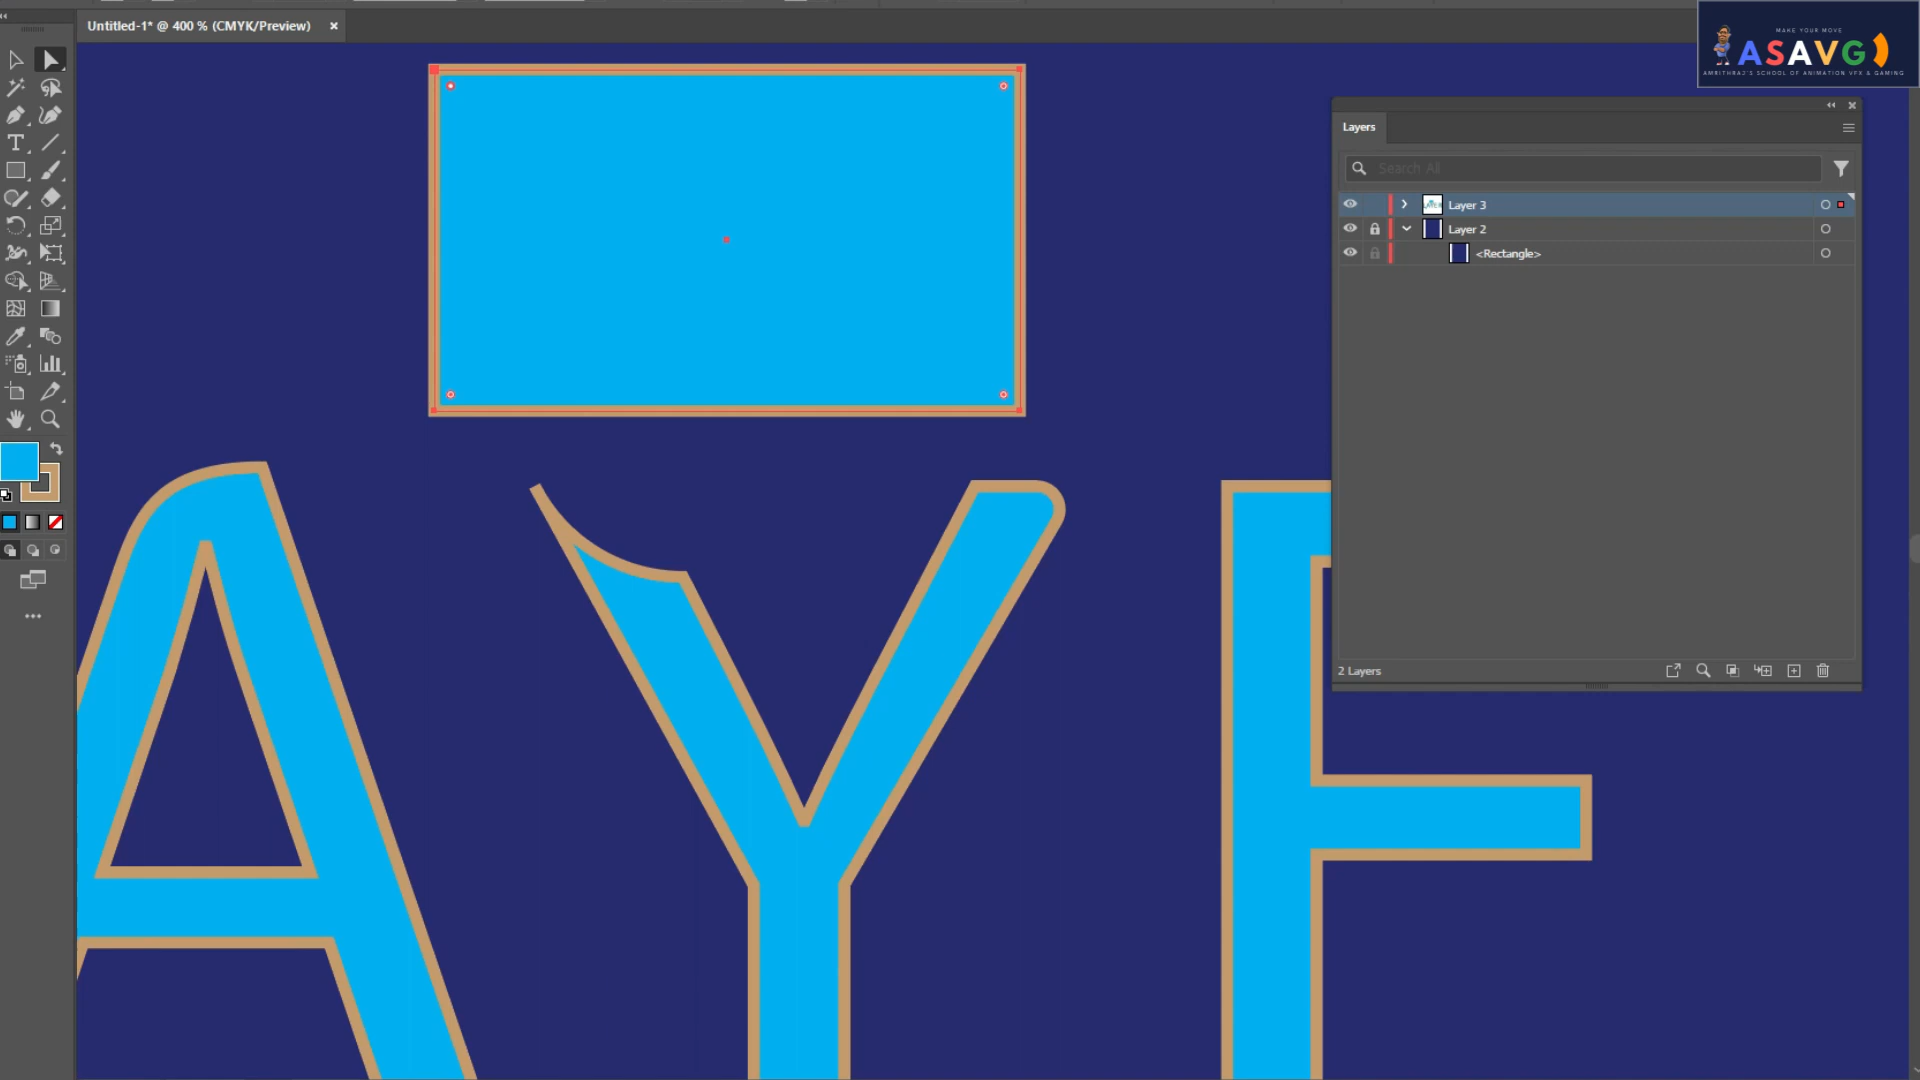 Untitled-1* @ 400 % (CMYK/Preview)
MAKE YOUR MOVE
ASAVG
AMRITHRAJ'S SCHOOL OF ANIMATION VFX & GAMING
Layers
Search All
Layer 3
Layer 2
<Rectangle>
2 Layers
AYE